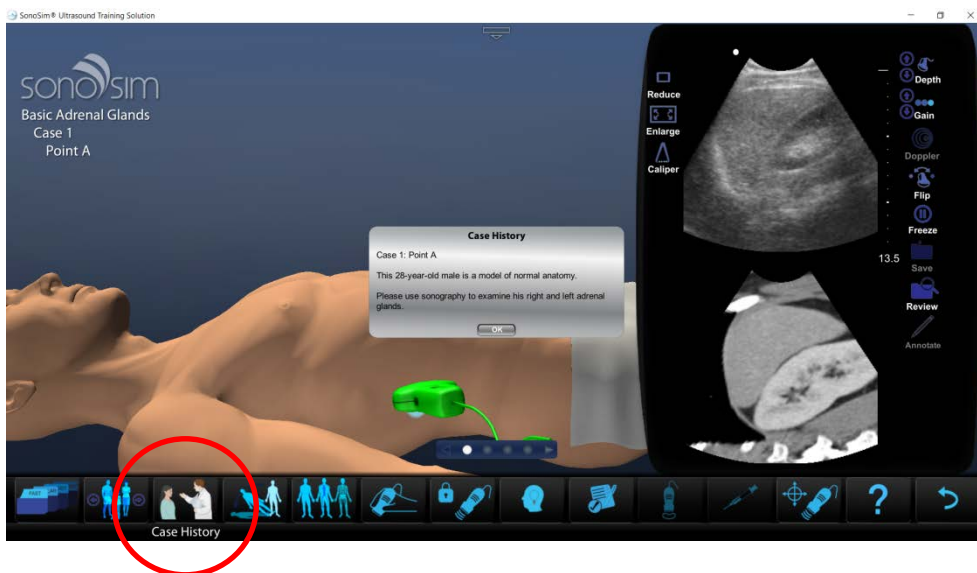 SonoSim® Ultrasound Training Solution
sonosim
Basic Adrenal Glands
Case 1
Point A
Case History
Case 1: Point A
This 28-year-old male is a model of normal anatomy.
Please use sonography to examine his right and left adrenal
glands.
OK
Reduce
Enlarge
Caliper
Depth
Gain
Doppler
Flip
Freeze
13.5
Save
Review
Annotate
FAST
?
Case History